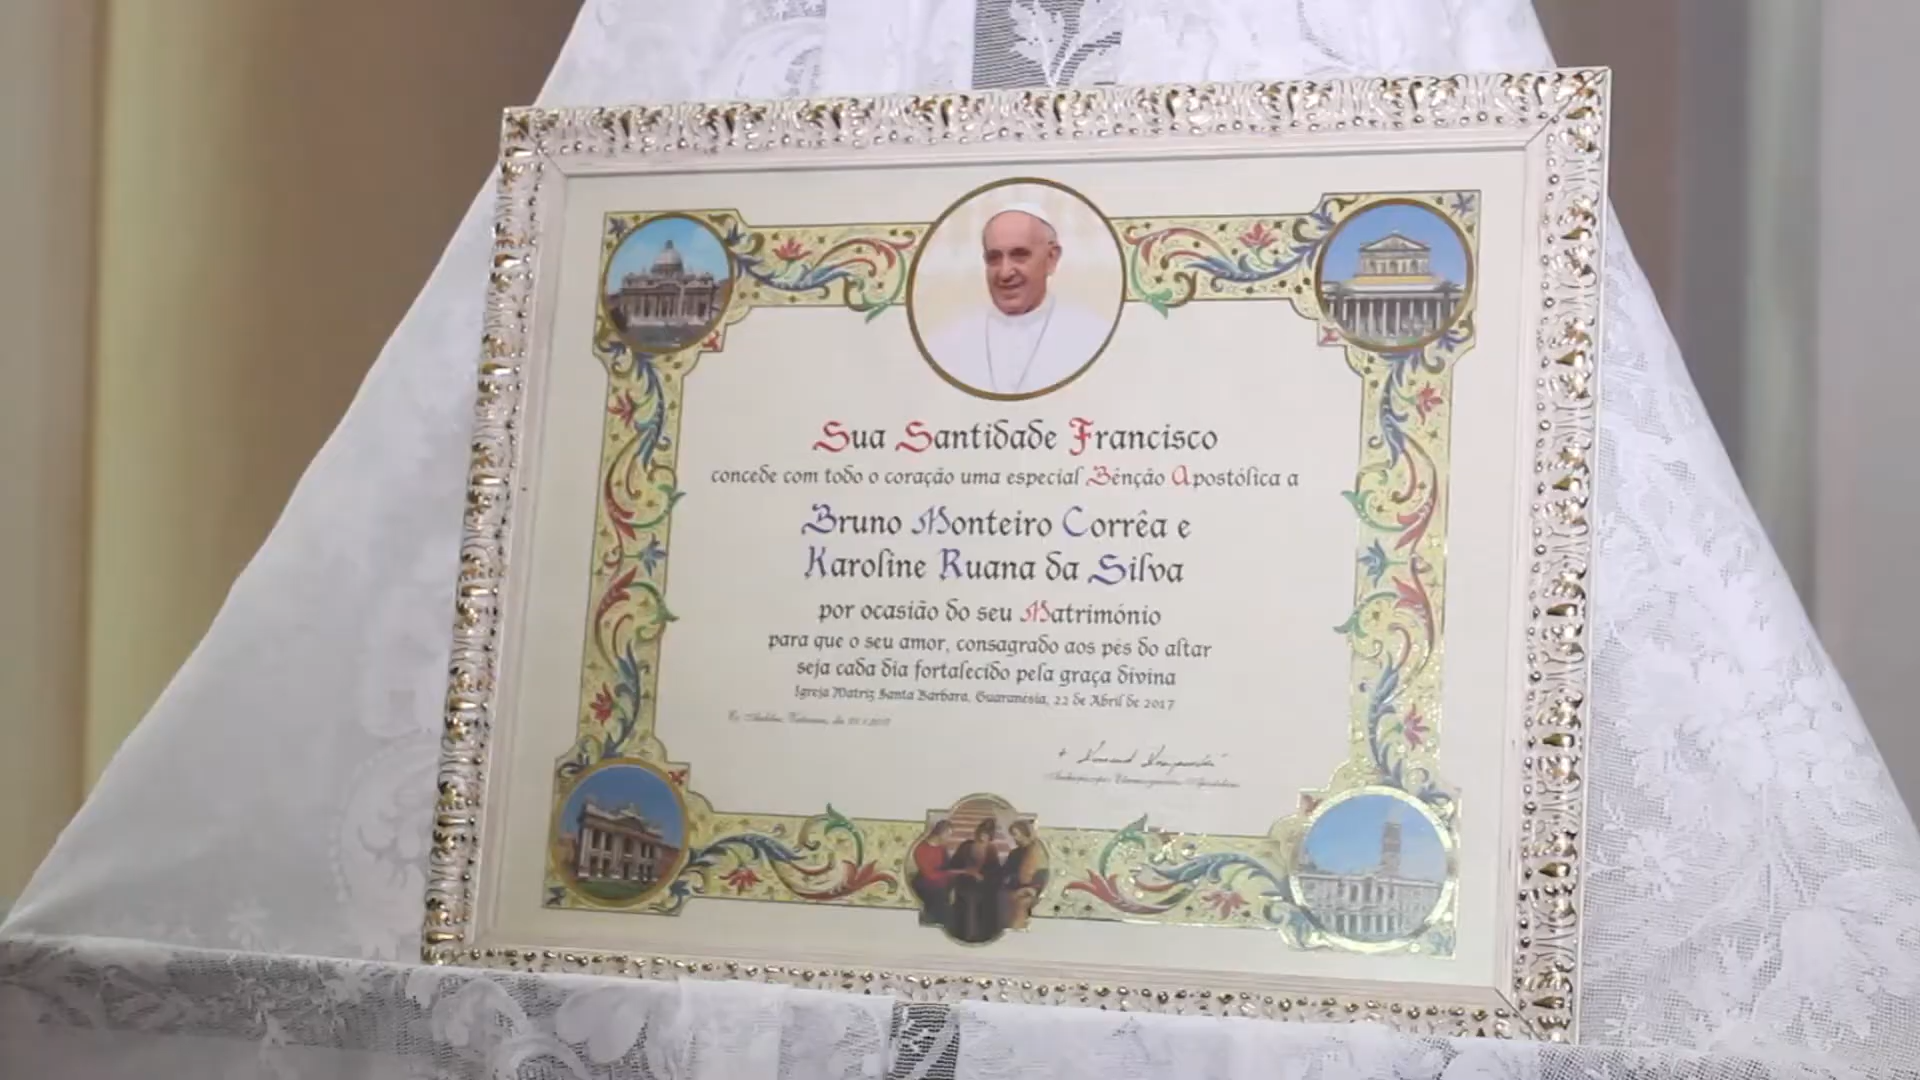 Sua Santidade Francisco
concede com todo o coração uma especial Bênção Apostólica a
Bruno Monteiro Corrêa e
Karoline Ruana da Silva
por ocasião do seu Matrimónio
para que o seu amor, consagrado aos pés do altar
seja cada dia fortalecido pela graça divina
Igreja Matriz Santa Barbara, Guaranésia, 22 de Abril de 2017